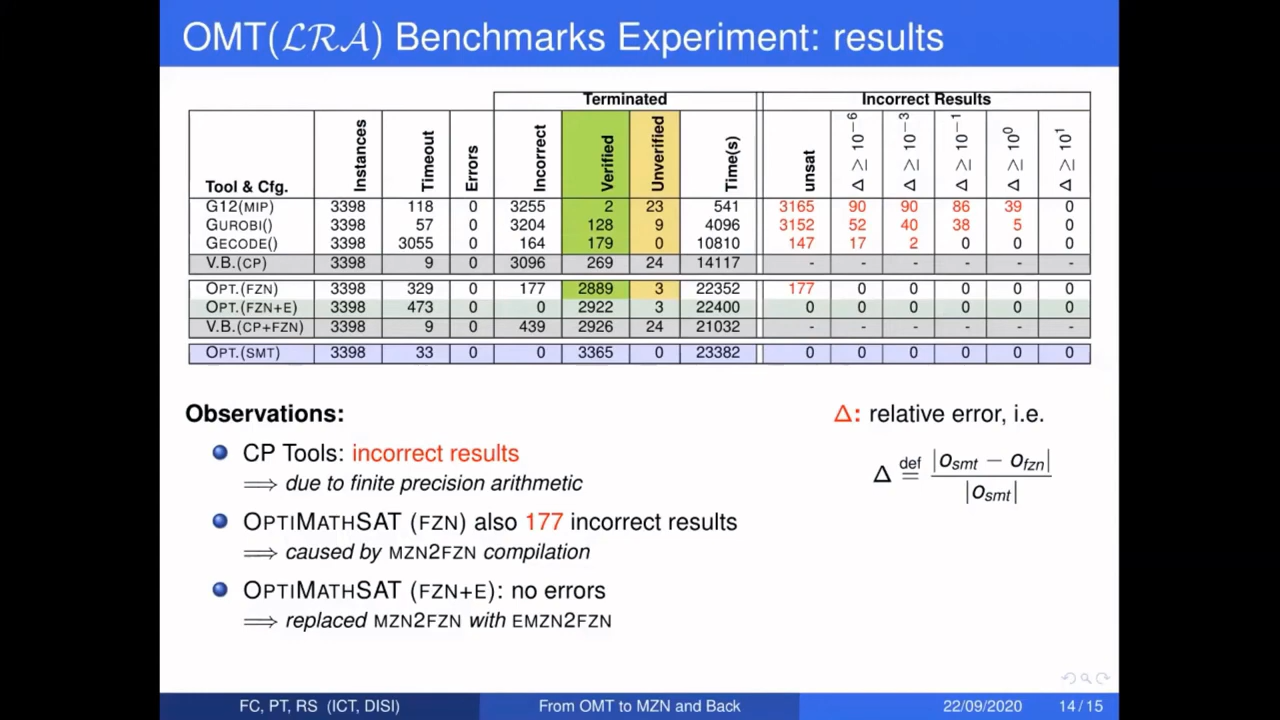 OMT(LRA) Benchmarks Experiment: results
Terminated Incorrect Results
Tool & Cfg. Instances Timeout Errors Incorrect Verified Unverified Time(s) unsat Δ ≥ 10⁻⁶ Δ ≥ 10⁻³ Δ ≥ 10⁻¹ Δ ≥ 10⁰ Δ ≥ 10¹
G12(MIP) 3398 118 0 3255 2 23 541 3165 90 90 86 39 0
GUROBI() 3398 57 0 3204 128 9 4096 3152 52 40 38 5 0
GECODE() 3398 3055 0 164 179 0 10810 147 17 2 0 0 0
V.B.(CP) 3398 9 0 3096 269 24 14117 - - - - - -
OPT.(FZN) 3398 329 0 177 2889 3 22352 177 0 0 0 0 0
OPT.(FZN+E) 3398 473 0 0 2922 3 22400 0 0 0 0 0 0
V.B.(CP+FZN) 3398 9 0 439 2926 24 21032 - - - - - -
OPT.(SMT) 3398 33 0 0 3365 0 23382 0 0 0 0 0 0
Observations:
CP Tools: incorrect results
⟹ due to finite precision arithmetic
OPTIMATHSAT (FZN) also 177 incorrect results
⟹ caused by MZN2FZN compilation
OPTIMATHSAT (FZN+E): no errors
⟹ replaced MZN2FZN with EMZN2FZN
Δ: relative error, i.e.
Δ def= |o_smt − o_fzn| / |o_smt|
FC, PT, RS (ICT, DISI) From OMT to MZN and Back 22/09/2020 14/15